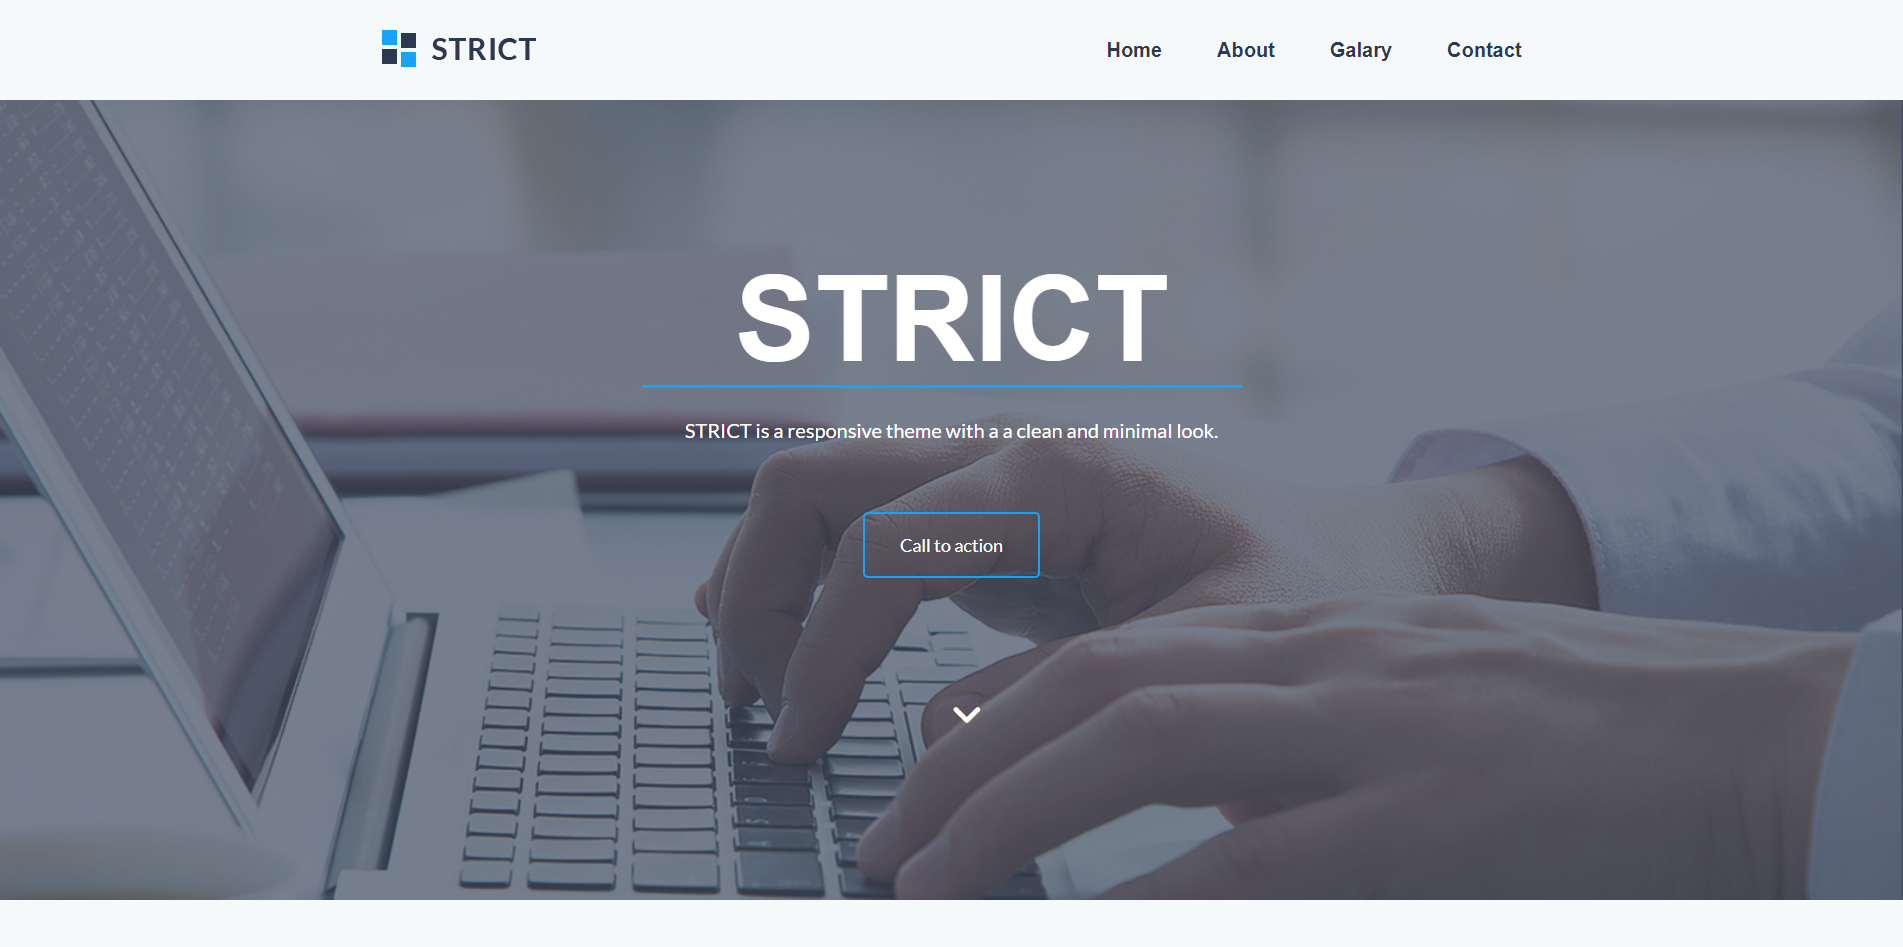 STRICT
Home About Galary Contact
STRICT
STRICT is a responsive theme with a a clean and minimal look.
Call to action